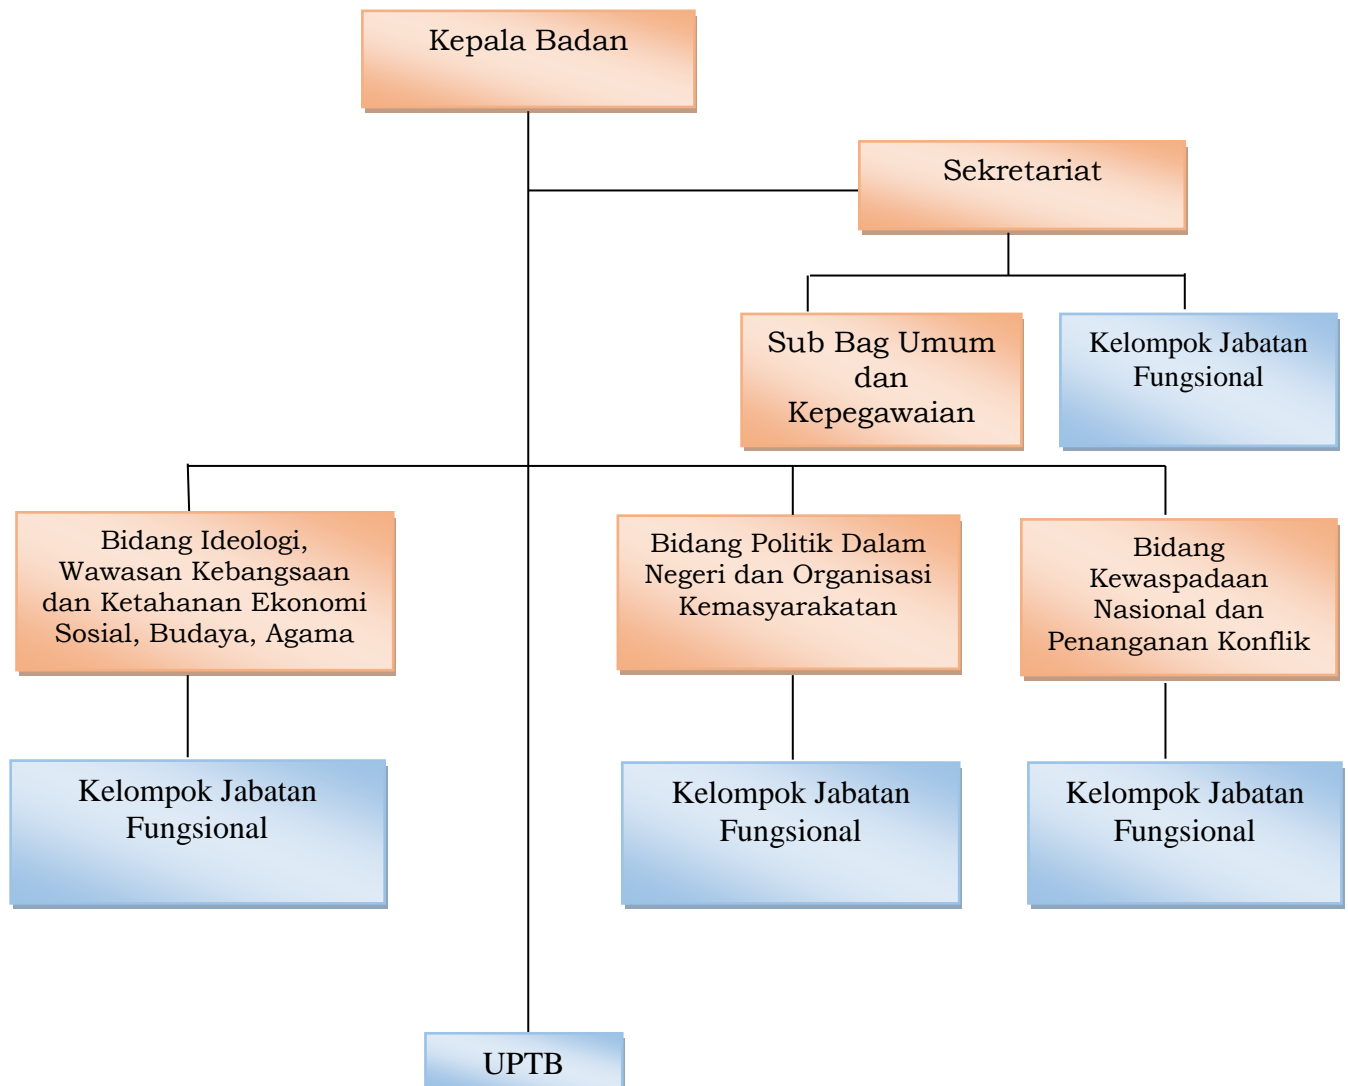 Kepala Badan
Sekretariat
Sub Bag Umum
dan
Kepegawaian
Kelompok Jabatan
Fungsional
Bidang Ideologi,
Wawasan Kebangsaan
dan Ketahanan Ekonomi
Sosial, Budaya, Agama
Bidang Politik Dalam
Negeri dan Organisasi
Kemasyarakatan
Bidang
Kewaspadaan
Nasional dan
Penanganan Konflik
Kelompok Jabatan
Fungsional
Kelompok Jabatan
Fungsional
Kelompok Jabatan
Fungsional
UPTB